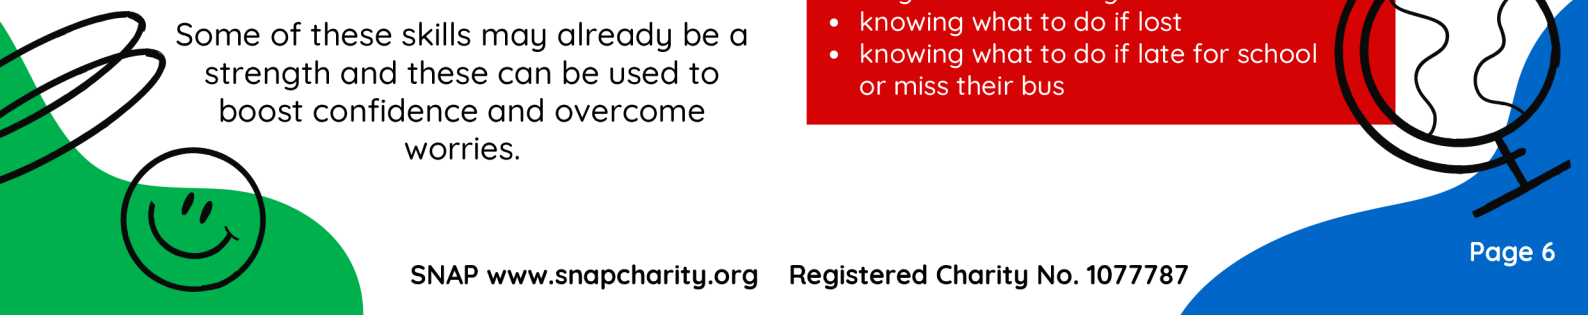 Some of these skills may already be a
strength and these can be used to
boost confidence and overcome
worries.
• knowing what to do if lost
• knowing what to do if late for school
or miss their bus
SNAP www.snapcharity.org Registered Charity No. 1077787
Page 6